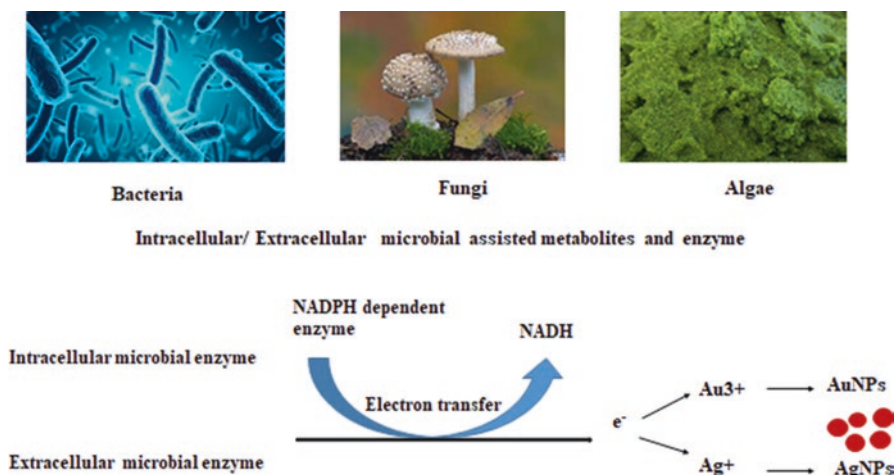 Bacteria
Fungi
Algae
Intracellular/ Extracellular microbial assisted metabolites and enzyme
NADPH dependent
enzyme
NADH
Intracellular microbial enzyme
Electron transfer
e-
Au3+
AuNPs
Extracellular microbial enzyme
Ag+
AgNPs